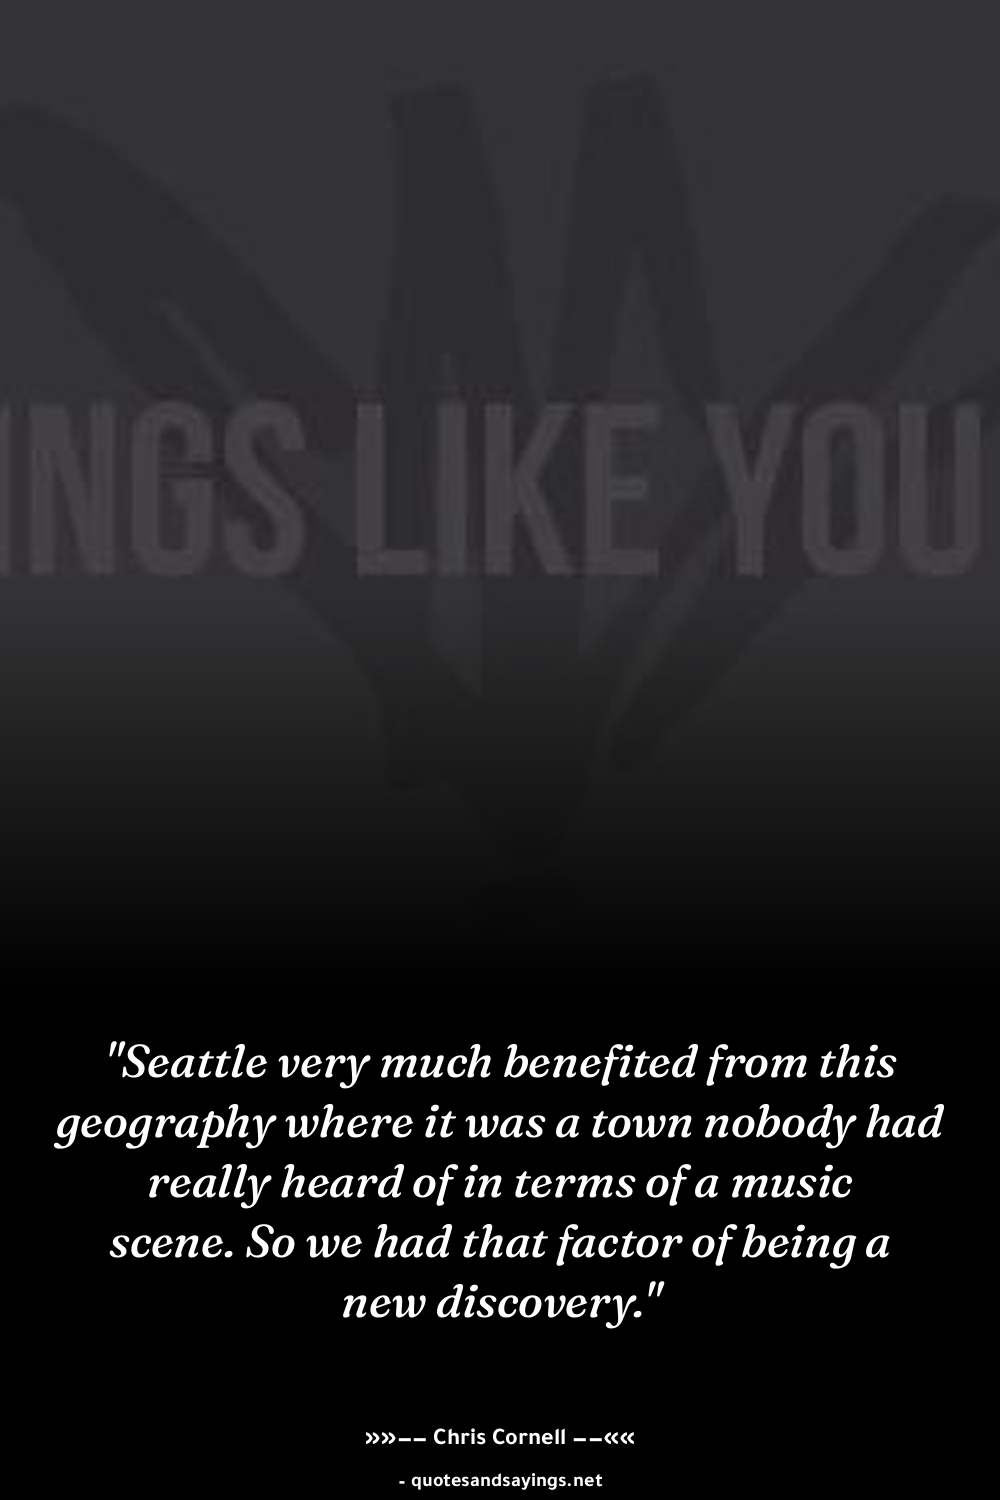 INGS LIKE YOU
"Seattle very much benefited from this
geography where it was a town nobody had
really heard of in terms of a music
scene. So we had that factor of being a
new discovery."
»»−− Chris Cornell −−««
- quotesandsayings.net